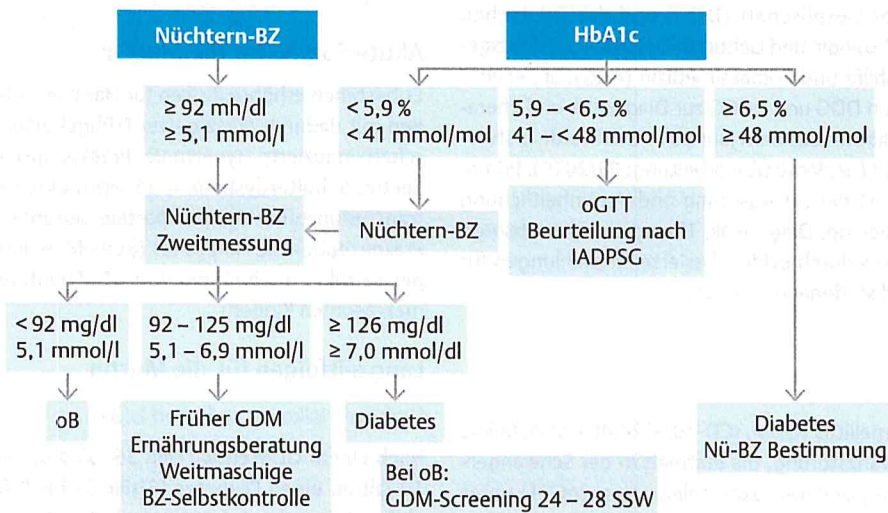 Nüchtern-BZ
HbA1c
≥ 92 mh/dl
≥ 5,1 mmol/l
< 5,9 %
< 41 mmol/mol
5,9 – < 6,5 %
41 - < 48 mmol/mol
≥ 6,5 %
≥ 48 mmol/mol
Nüchtern-BZ
Zweitmessung
Nüchtern-BZ
oGTT
Beurteilung nach
IADPSG
< 92 mg/dl
5,1 mmol/l
92 – 125 mg/dl
5,1 – 6,9 mmol/l
≥ 126 mg/dl
≥ 7,0 mmol/dl
oB
Früher GDM
Ernährungsberatung
Weitmaschige
BZ-Selbstkontrolle
Diabetes
Bei oB:
GDM-Screening 24 – 28 SSW
Diabetes
Nü-BZ Bestimmung